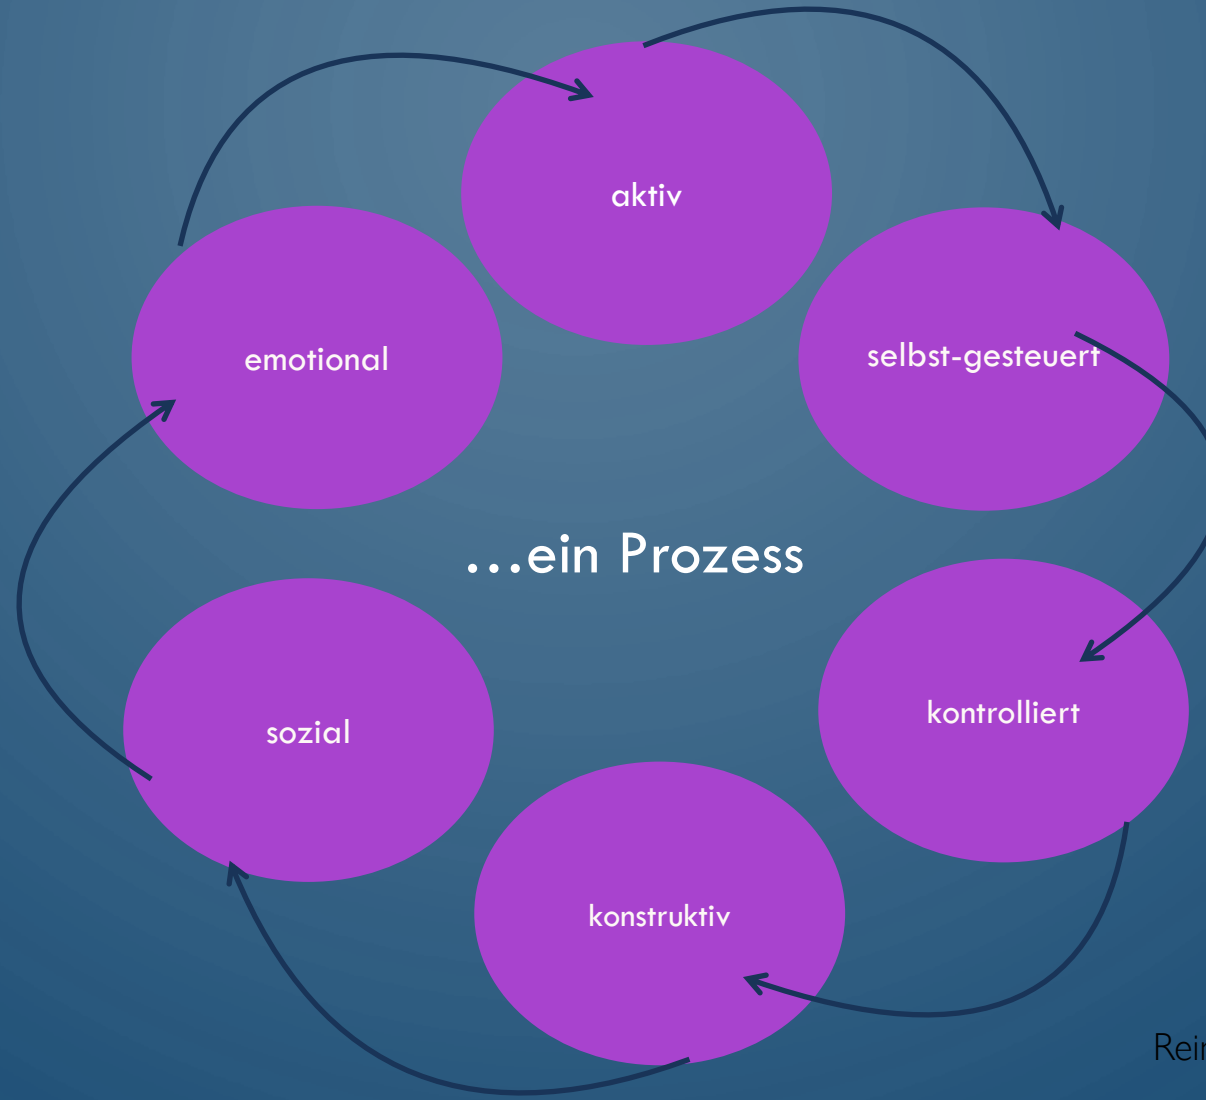 aktiv
selbst-gesteuert
kontrolliert
konstruktiv
sozial
emotional
...ein Prozess